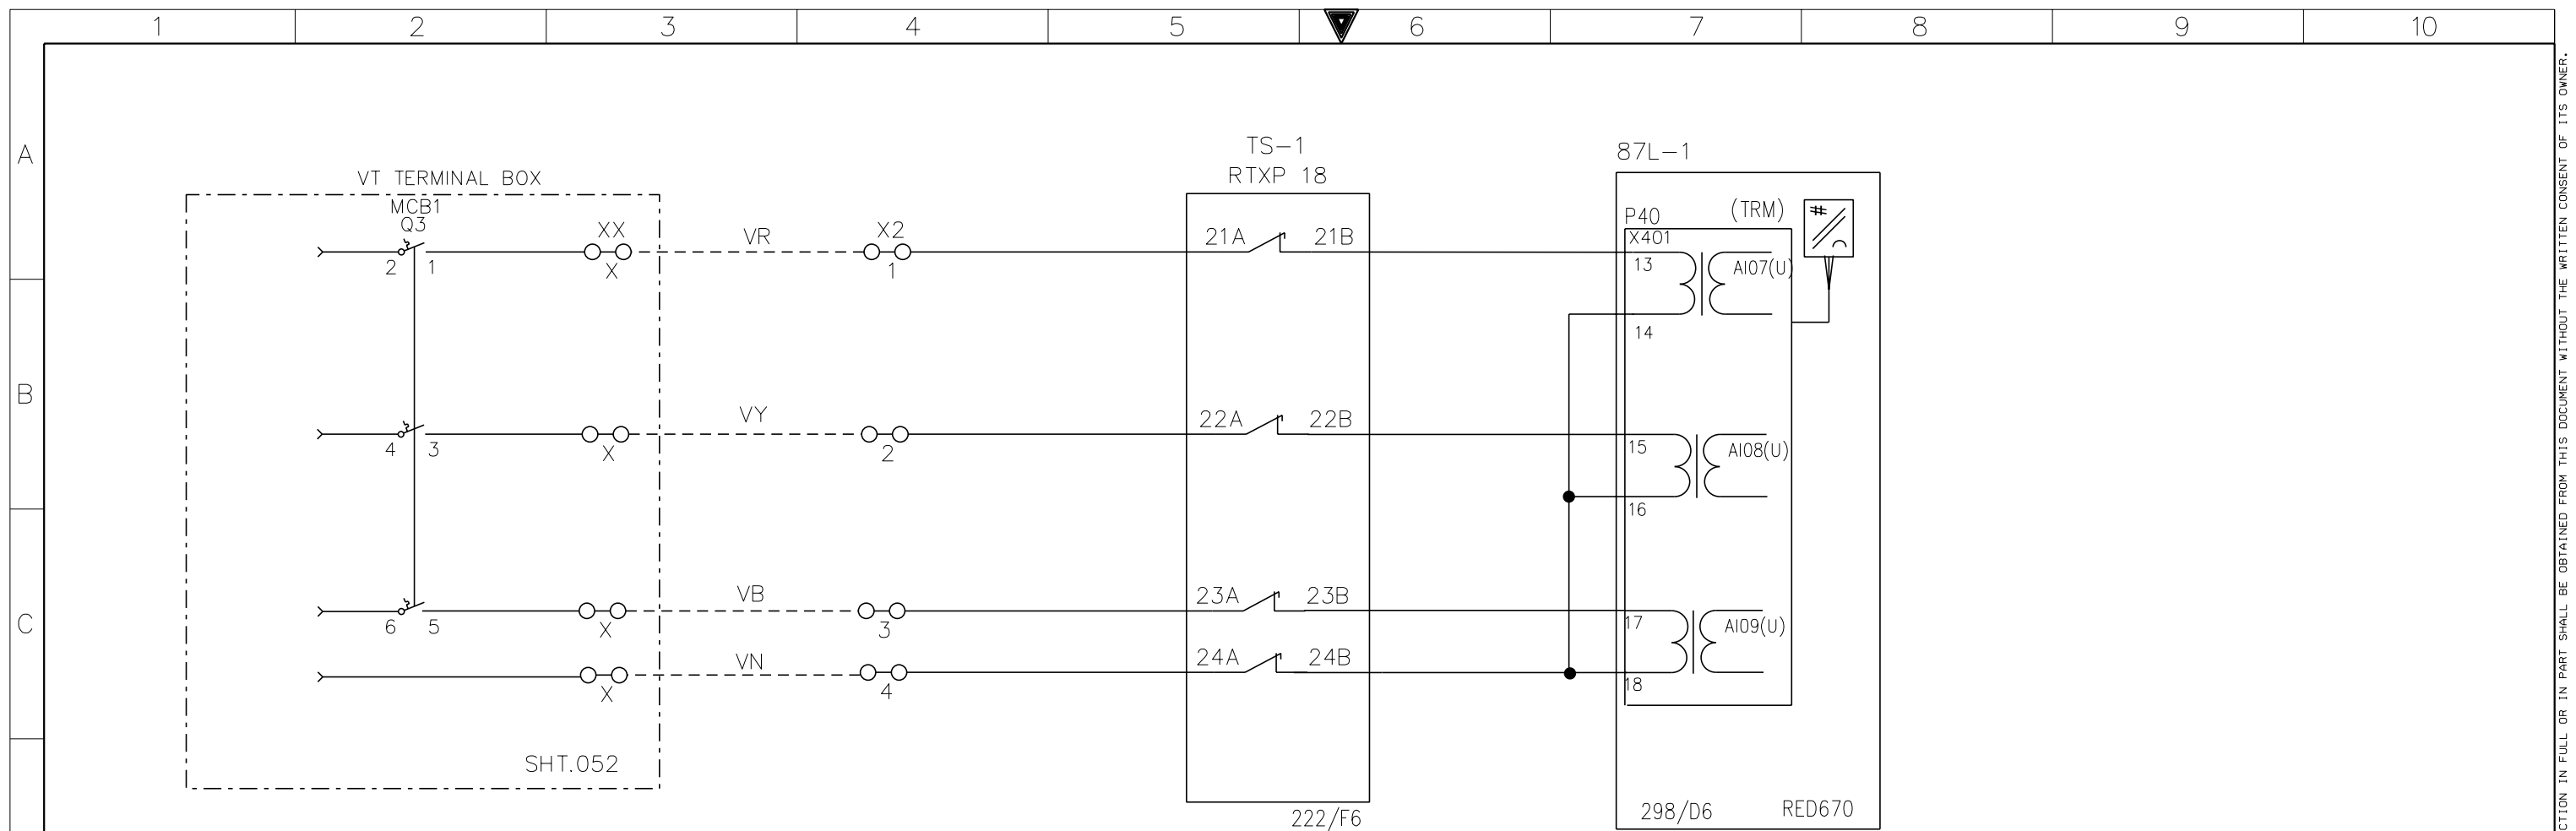 1 2 3 4 5 6 7 8 9 10
A
B
C
VT TERMINAL BOX
MCB1
Q3
2 1
XX
X
VR
X2
1
4 3
X
VY
2
6 5
X
VB
3
X
VN
4
SHT.052
TS-1
RTXP 18
21A 21B
22A 22B
23A 23B
24A 24B
222/F6
87L-1
P40 (TRM)
#
X401
13 AI07(U)
14
15 AI08(U)
16
17 AI09(U)
18
298/D6 RED670
CTION IN FULL OR IN PART SHALL BE OBTAINED FROM THIS DOCUMENT WITHOUT THE WRITTEN CONSENT OF ITS OWNER.